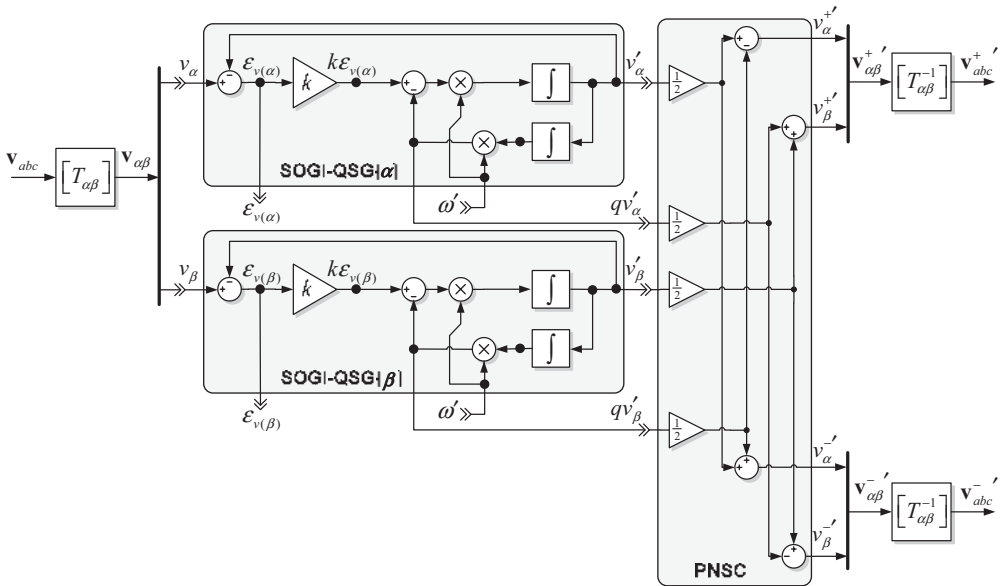 v_abc
[T_αβ]
v_αβ
v_α
ε_v(α)
k
kε_v(α)
∫
∫
SOGI-QSG[α]
ε_v(α)
ω′
v′_α
qv′_α
v_β
ε_v(β)
k
kε_v(β)
∫
∫
SOGI-QSG[β]
ε_v(β)
ω′
v′_β
qv′_β
1/2
1/2
1/2
1/2
PNSC
v_α^+′
v_β^+′
v_αβ^+′
[T_αβ^−1]
v_abc^+′
v_α^−′
v_β^−′
v_αβ^−′
[T_αβ^−1]
v_abc^−′